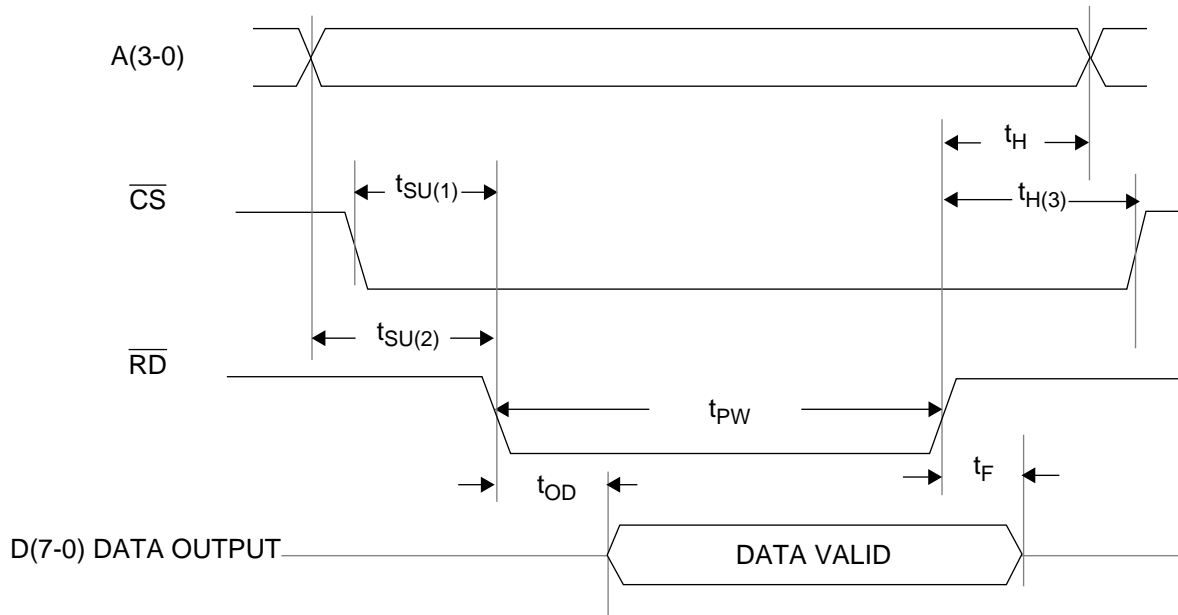 A(3-0)
tH
tSU(1)
CS
tH(3)
tSU(2)
RD
tPW
tF
tOD
D(7-0) DATA OUTPUT
DATA VALID